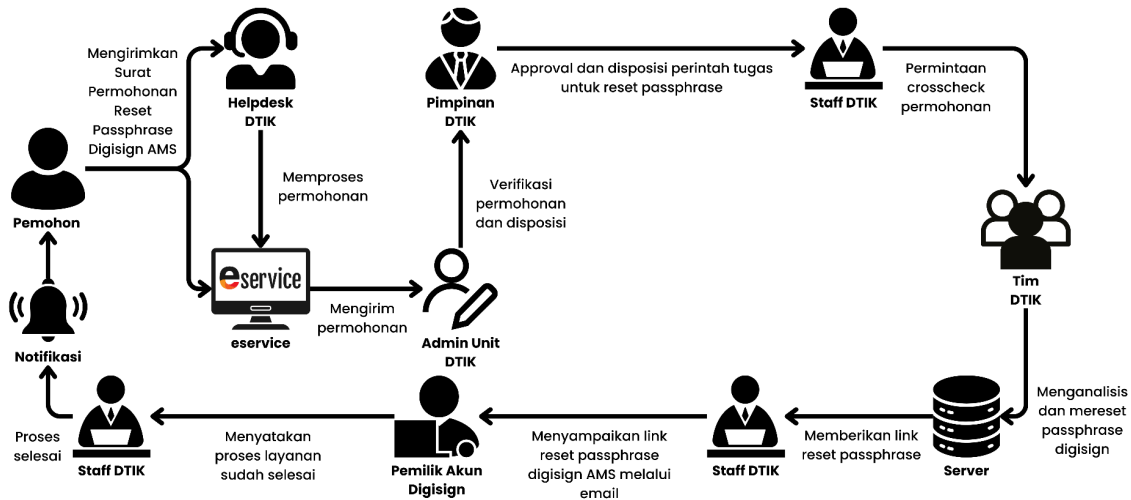 Mengirimkan
Surat
Permohonan
Reset
Passphrase
Digisign AMS
Pemohon
Helpdesk
DTIK
Memproses
permohonan
eservice
eservice
Mengirim
permohonan
Admin Unit
DTIK
Verifikasi
permohonan
dan disposisi
Pimpinan
DTIK
Approval dan disposisi perintah tugas
untuk reset passphrase
Staff DTIK
Permintaan
crosscheck
permohonan
Tim
DTIK
Menganalisis
dan mereset
passphrase
digisign
Server
Memberikan link
reset passphrase
Staff DTIK
Menyampaikan link
reset passphrase
digisign AMS melalui
email
Pemilik Akun
Digisign
Menyatakan
proses layanan
sudah selesai
Staff DTIK
Proses
selesai
Notifikasi